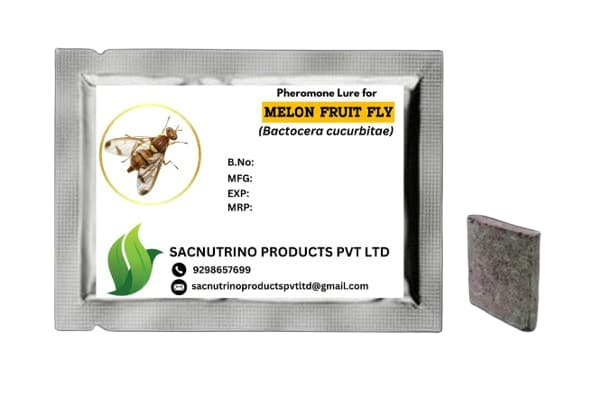 Pheromone Lure for
MELON FRUIT FLY
(Bactocera cucurbitae)
B.No:
MFG:
EXP:
MRP:
SACNUTRINO PRODUCTS PVT LTD
9298657699
sacnutrinoproductspvtltd@gmail.com